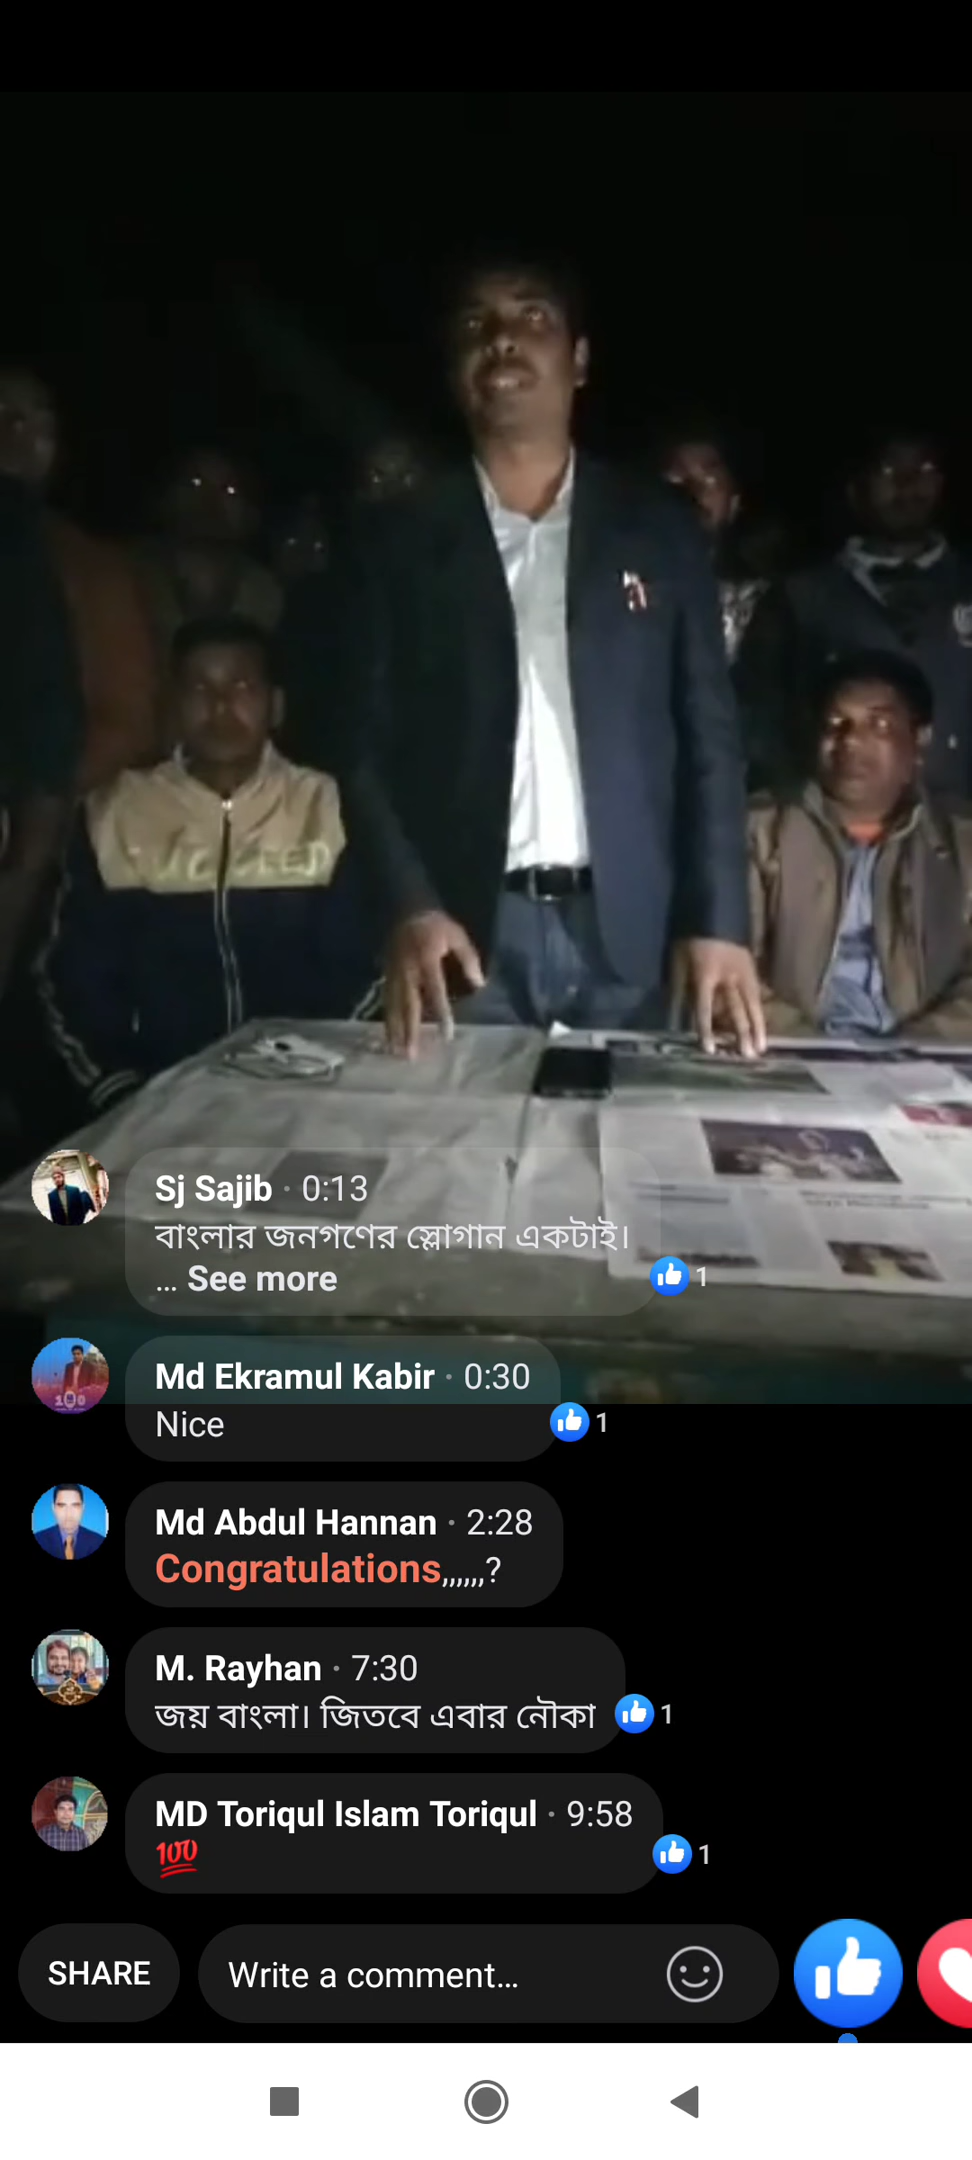 SUCCEED
Sj Sajib · 0:13
বাংলার জনগণের স্লোগান একটাই।
... See more
1
Md Ekramul Kabir · 0:30
Nice
1
Md Abdul Hannan · 2:28
Congratulations,,,,,,?
M. Rayhan · 7:30
জয় বাংলা। জিতবে এবার নৌকা
1
MD Toriqul Islam Toriqul · 9:58
💯
1
SHARE
Write a comment...